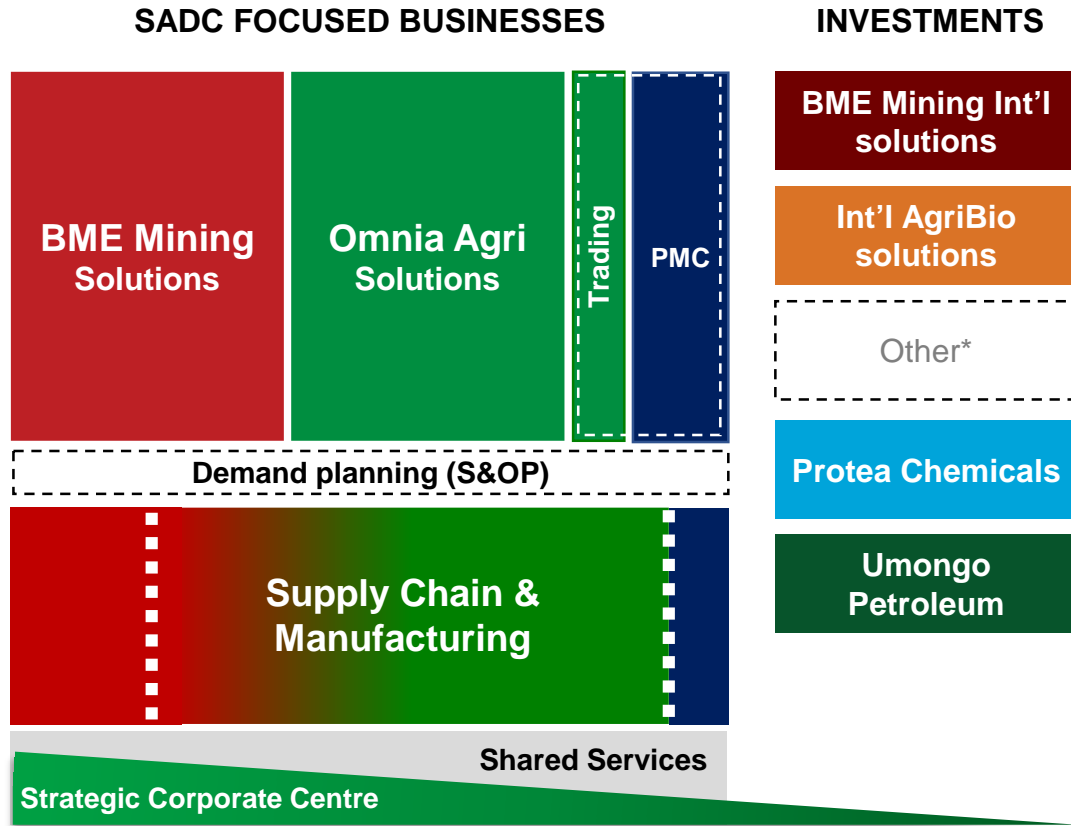 SADC FOCUSED BUSINESSES
INVESTMENTS
BME Mining
Solutions
Omnia Agri
Solutions
Trading
PMC
BME Mining Int'l
solutions
Int'l AgriBio
solutions
Other*
Demand planning (S&OP)
Protea Chemicals
Supply Chain &
Manufacturing
Umongo
Petroleum
Shared Services
Strategic Corporate Centre